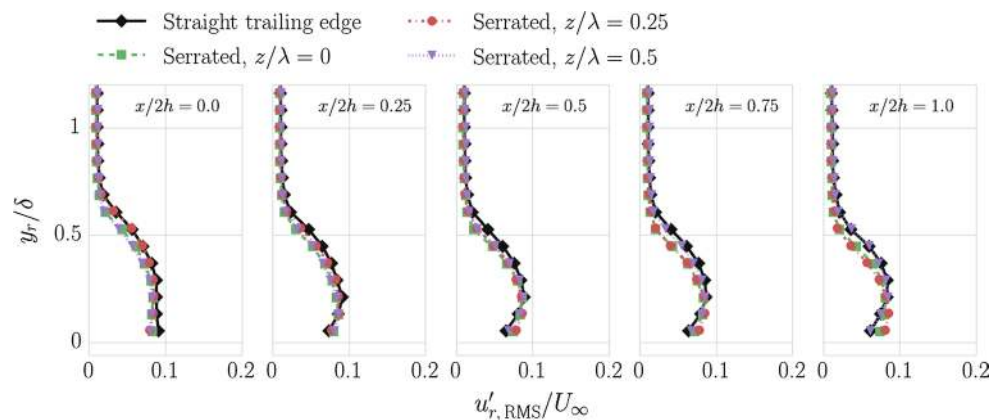 Straight trailing edge
Serrated, z/λ = 0
Serrated, z/λ = 0.25
Serrated, z/λ = 0.5
x/2h = 0.0
x/2h = 0.25
x/2h = 0.5
x/2h = 0.75
x/2h = 1.0
1
0.5
0
y_r/δ
0 0.1 0.2 0 0.1 0.2 0 0.1 0.2 0 0.1 0.2 0 0.1 0.2
u′_{r, RMS}/U_∞